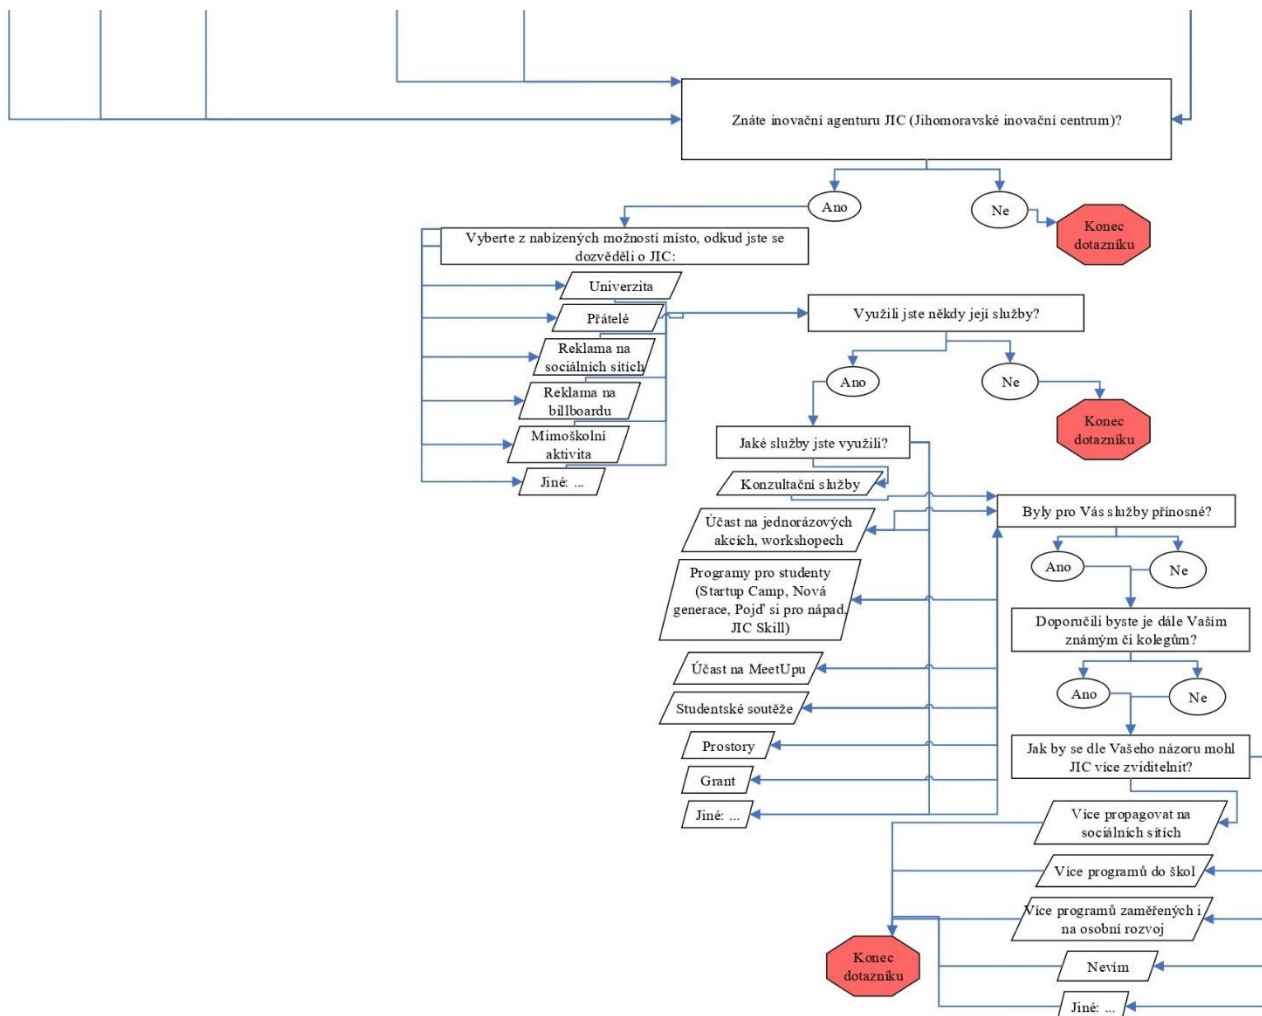 Znáte inovační agenturu JIC (Jihomoravské inovační centrum)?
Ano
Ne
Konec
dotazníku
Vyberte z nabízených možností místo, odkud jste se
dozvěděli o JIC:
Univerzita
Přátelé
Reklama na
sociálních sítích
Reklama na
billboardu
Mimoškolní
aktivita
Jiné: ...
Využili jste někdy její služby?
Ano
Ne
Konec
dotazníku
Jaké služby jste využili?
Konzultační služby
Účast na jednorázových
akcích, workshopech
Programy pro studenty
(Startup Camp, Nová
generace, Pojď si pro nápad,
JIC Skill)
Účast na MeetUpu
Studentské soutěže
Prostory
Grant
Jiné: ...
Byly pro Vás služby přínosné?
Ano
Ne
Doporučili byste je dále Vašim
známým či kolegům?
Ano
Ne
Jak by se dle Vašeho názoru mohl
JIC více zviditelnit?
Více propagovat na
sociálních sítích
Více programů do škol
Více programů zaměřených i
na osobní rozvoj
Nevím
Jiné: ...
Konec
dotazníku